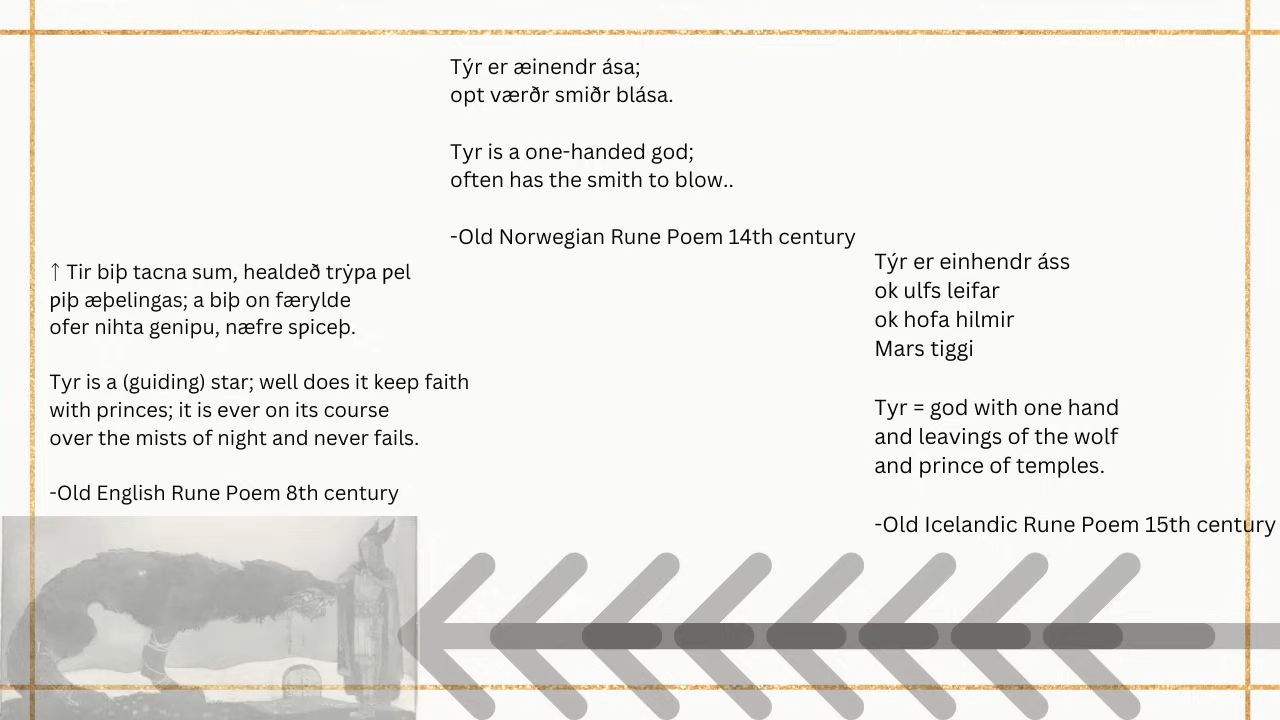 Týr er æinendr ása;
opt værðr smiðr blása.
Tyr is a one-handed god;
often has the smith to blow..
-Old Norwegian Rune Poem 14th century
↑ Tir biþ tacna sum, healdeð trẏƿa ƿel
ƿiþ æþelingas; a biþ on færylde
ofer nihta genipu, næfre sƿiceþ.
Tyr is a (guiding) star; well does it keep faith
with princes; it is ever on its course
over the mists of night and never fails.
-Old English Rune Poem 8th century
Týr er einhendr áss
ok ulfs leifar
ok hofa hilmir
Mars tiggi
Tyr = god with one hand
and leavings of the wolf
and prince of temples.
-Old Icelandic Rune Poem 15th century